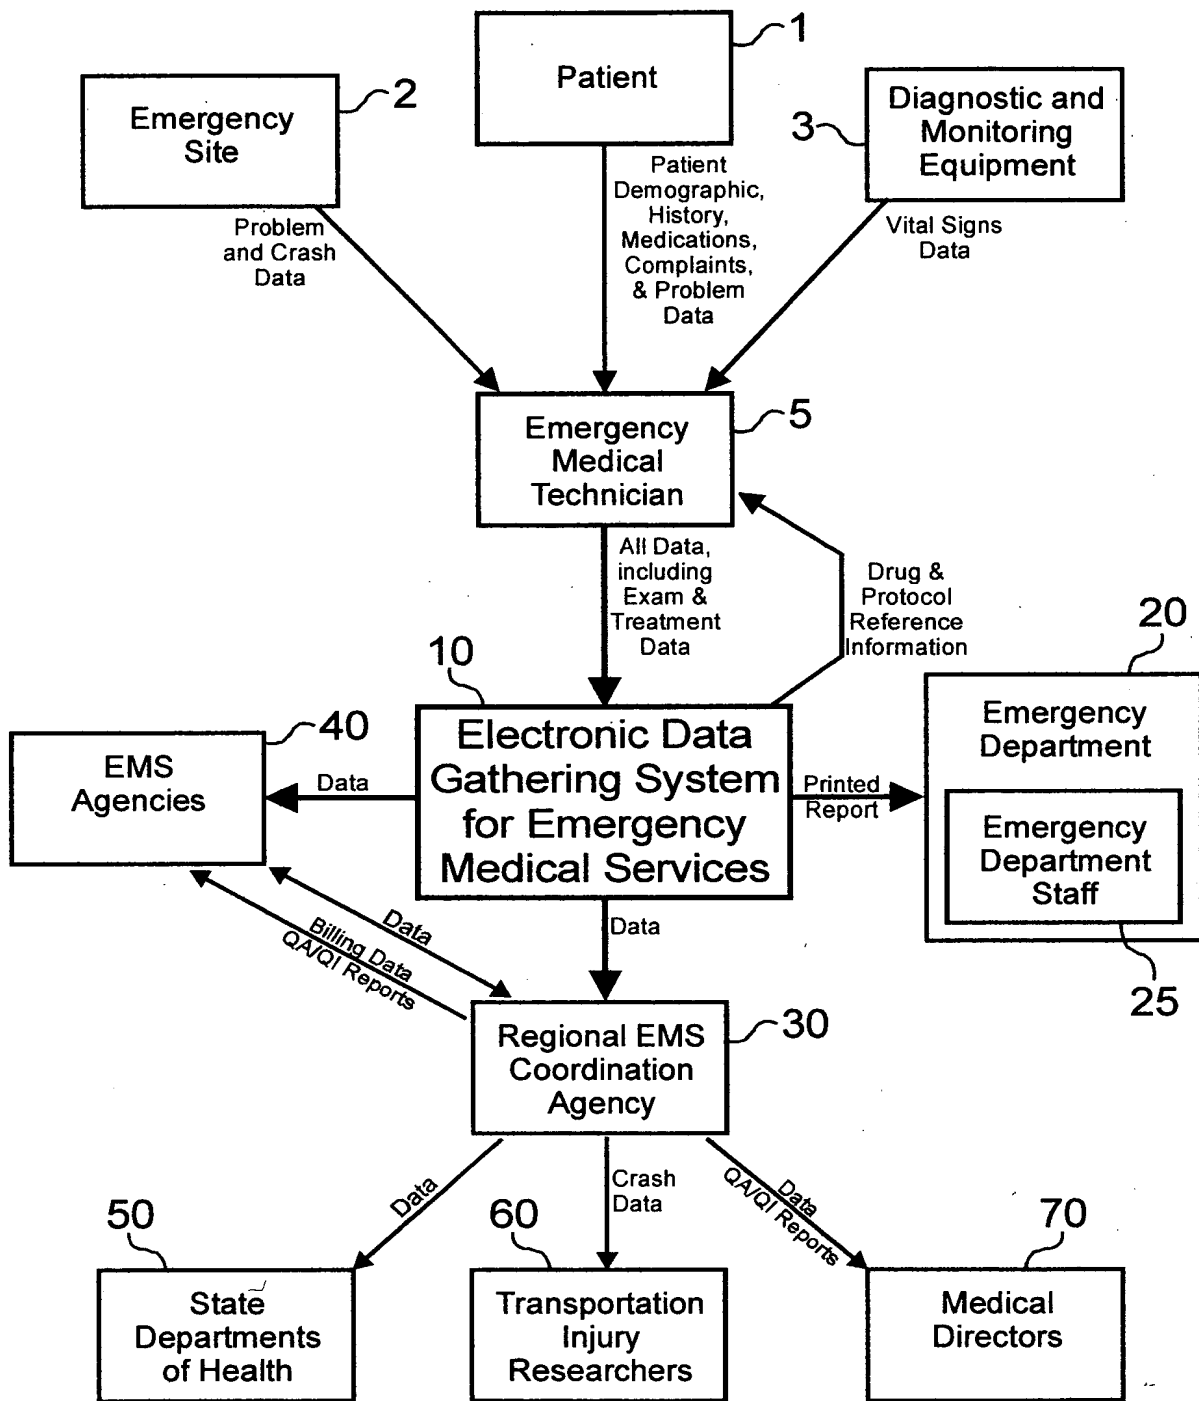 1
Patient
2
Emergency
Site
3
Diagnostic and
Monitoring
Equipment
Problem
and Crash
Data
Patient
Demographic,
History,
Medications,
Complaints,
& Problem
Data
Vital Signs
Data
5
Emergency
Medical
Technician
All Data,
including
Exam &
Treatment
Data
Drug &
Protocol
Reference
Information
10
Electronic Data
Gathering System
for Emergency
Medical Services
20
Emergency
Department
Emergency
Department
Staff
25
Printed
Report
40
EMS
Agencies
Data
Data
Billing Data
QA/QI Reports
Data
30
Regional EMS
Coordination
Agency
Data
Crash
Data
Data
QA/QI Reports
50
State
Departments
of Health
60
Transportation
Injury
Researchers
70
Medical
Directors